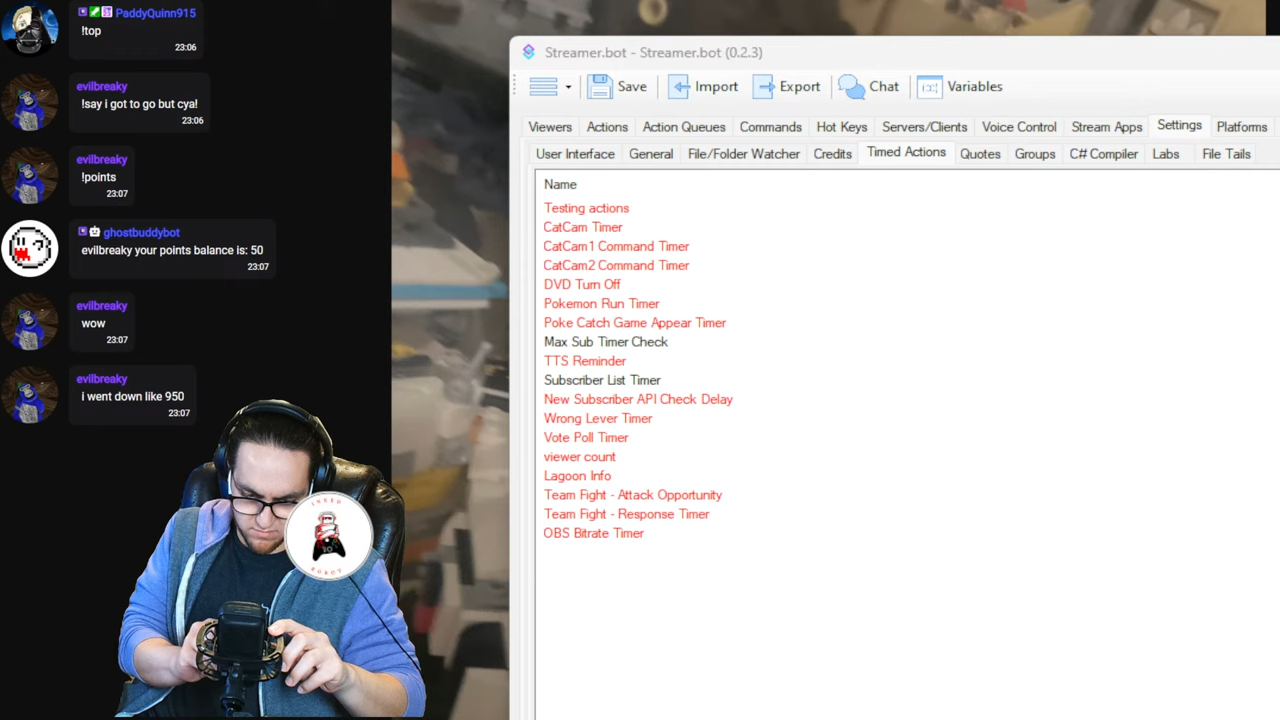 PaddyQuinn915
!top
23:06
evilbreaky
!say i got to go but cya!
23:06
evilbreaky
!points
23:07
ghostbuddybot
evilbreaky your points balance is: 50
23:07
evilbreaky
wow
23:07
evilbreaky
i went down like 950
23:07
INKED
ROBOT
Streamer.bot - Streamer.bot (0.2.3)
Save Import Export Chat Variables
Viewers Actions Action Queues Commands Hot Keys Servers/Clients Voice Control Stream Apps Settings Platforms
User Interface General File/Folder Watcher Credits Timed Actions Quotes Groups C# Compiler Labs File Tails
Name
Testing actions
CatCam Timer
CatCam1 Command Timer
CatCam2 Command Timer
DVD Turn Off
Pokemon Run Timer
Poke Catch Game Appear Timer
Max Sub Timer Check
TTS Reminder
Subscriber List Timer
New Subscriber API Check Delay
Wrong Lever Timer
Vote Poll Timer
viewer count
Lagoon Info
Team Fight - Attack Opportunity
Team Fight - Response Timer
OBS Bitrate Timer